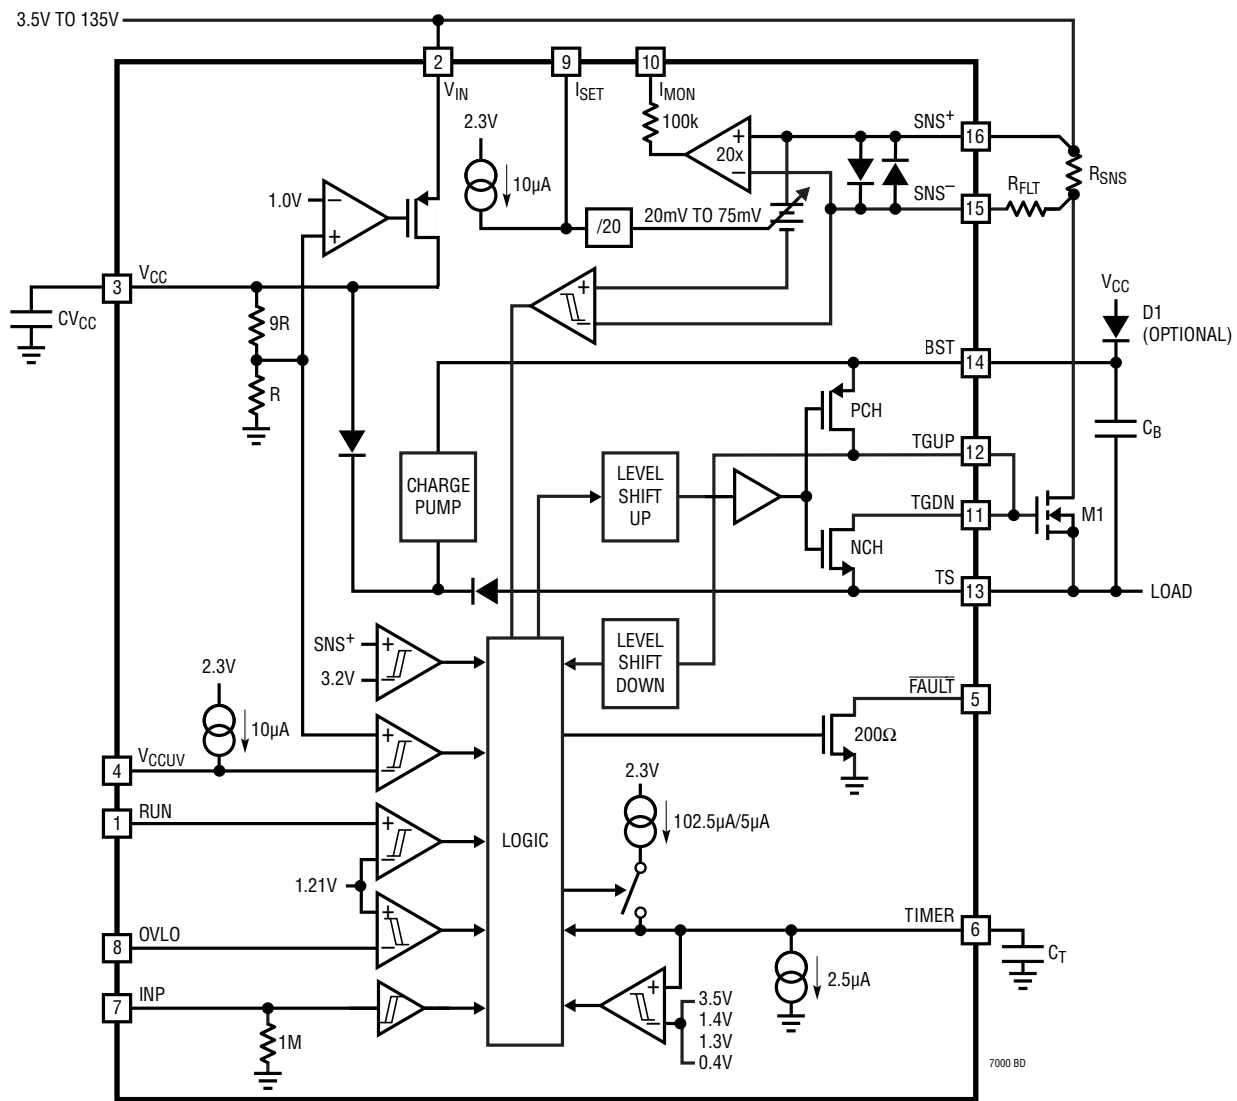 3.5V TO 135V
2
9
10
VIN
ISET
IMON
2.3V
100k
SNS+
16
20x
+
−
10µA
1.0V
−
+
SNS−
15
RFLT
RSNS
20mV TO 75mV
/20
VCC
3
CVCC
9R
R
+
−
VCC
D1
(OPTIONAL)
BST
14
PCH
CB
TGUP
12
CHARGE
PUMP
LEVEL
SHIFT
UP
TGDN
11
M1
NCH
TS
13
LOAD
SNS+
+
3.2V
−
LEVEL
SHIFT
DOWN
2.3V
10µA
FAULT
5
200Ω
+
−
VCCUV
4
2.3V
102.5µA/5µA
RUN
1
+
−
LOGIC
1.21V
+
−
OVLO
8
TIMER
6
CT
2.5µA
INP
7
1M
+
−
3.5V
1.4V
1.3V
0.4V
7000 BD